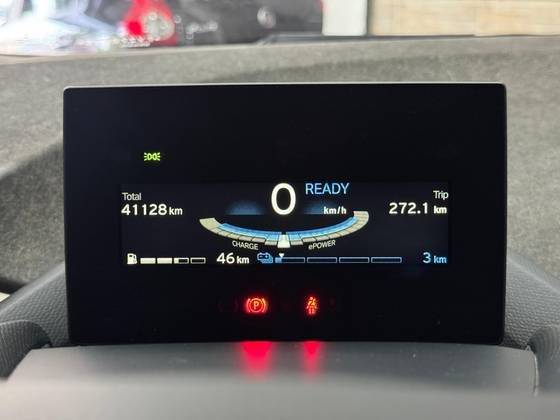 READY
0
km/h
Total
41128 km
Trip
272.1 km
CHARGE
ePOWER
46 km
3 km
P